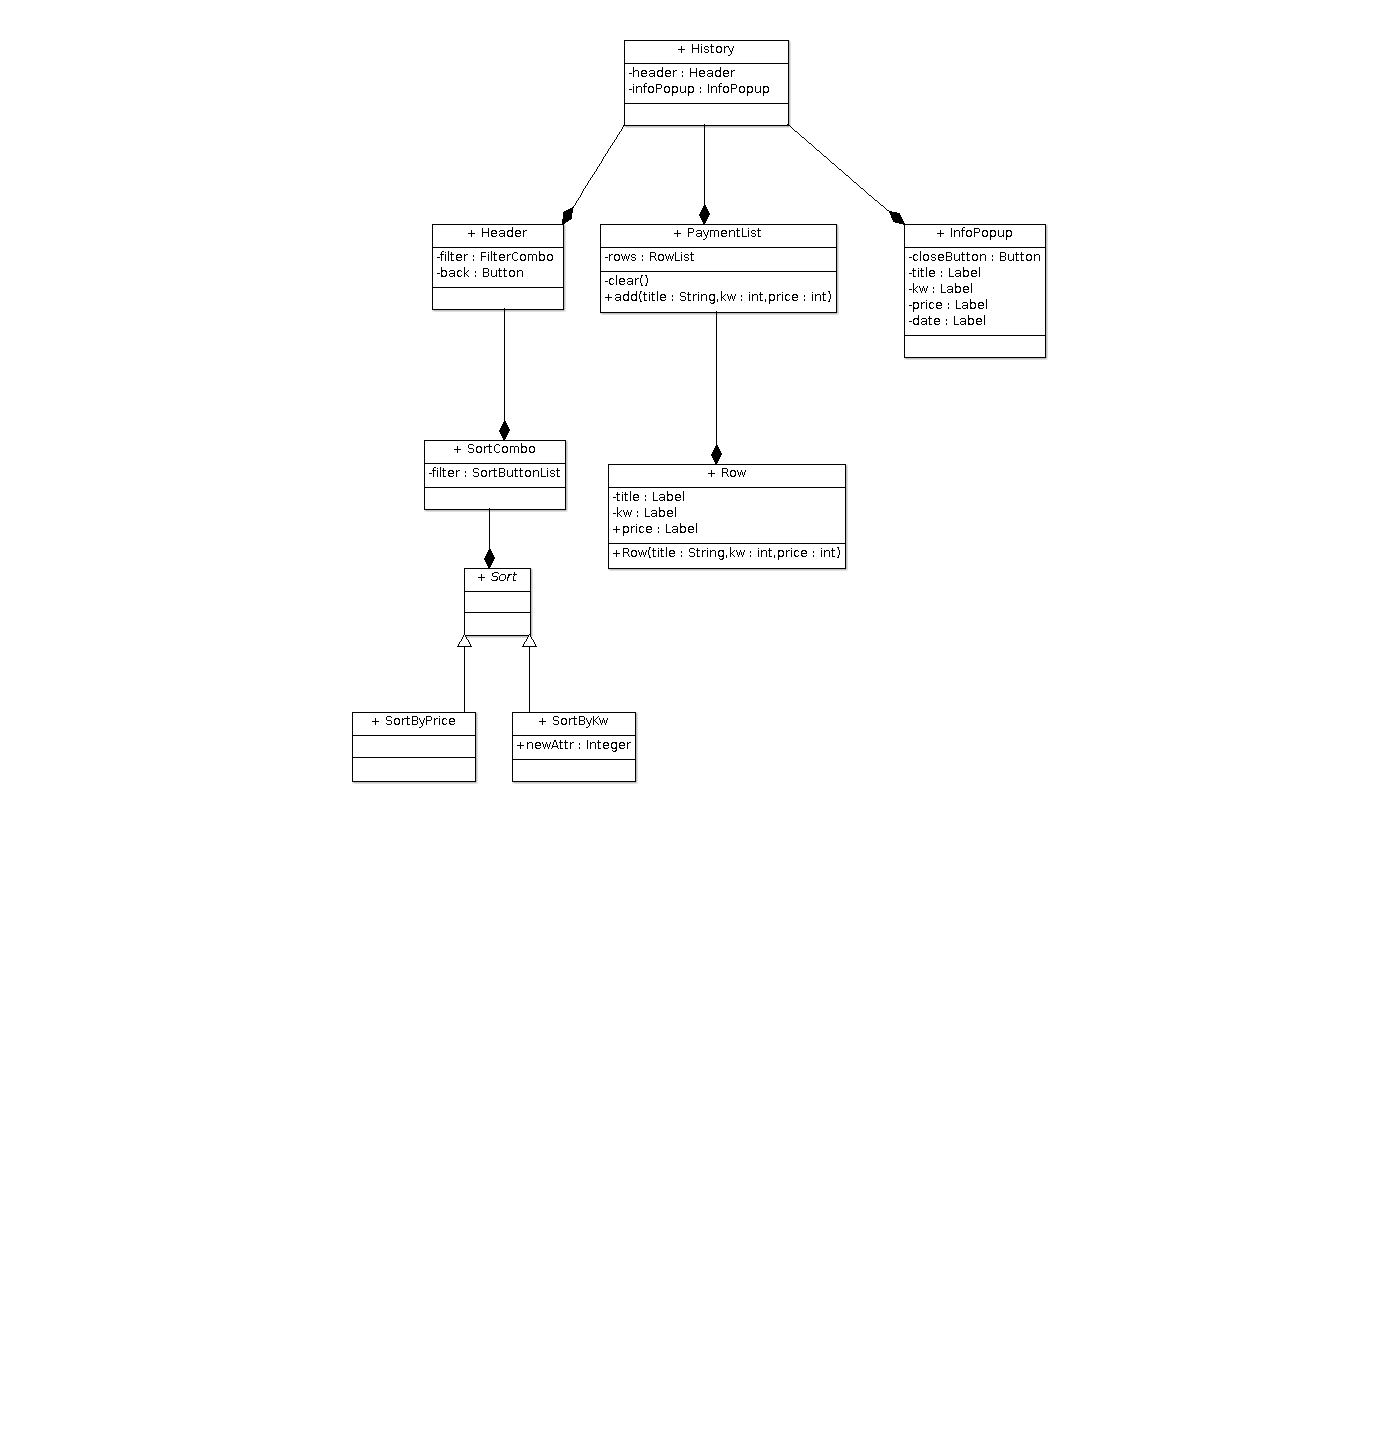 + History
-header : Header
-infoPopup : InfoPopup
+ Header
-filter : FilterCombo
-back : Button
+ PaymentList
-rows : RowList
-clear()
+add(title : String,kw : int,price : int)
+ InfoPopup
-closeButton : Button
-title : Label
-kw : Label
-price : Label
-date : Label
+ SortCombo
-filter : SortButtonList
+ Row
-title : Label
-kw : Label
+price : Label
+Row(title : String,kw : int,price : int)
+ Sort
+ SortByPrice
+ SortByKw
+newAttr : Integer